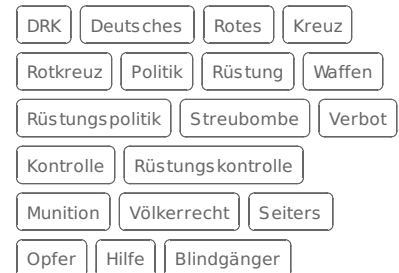 DRK Deutsches Rotes Kreuz
Rotkreuz Politik Rüstung Waffen
Rüstungspolitik Streubombe Verbot
Kontrolle Rüstungskontrolle
Munition Völkerrecht Seiters
Opfer Hilfe Blindgänger